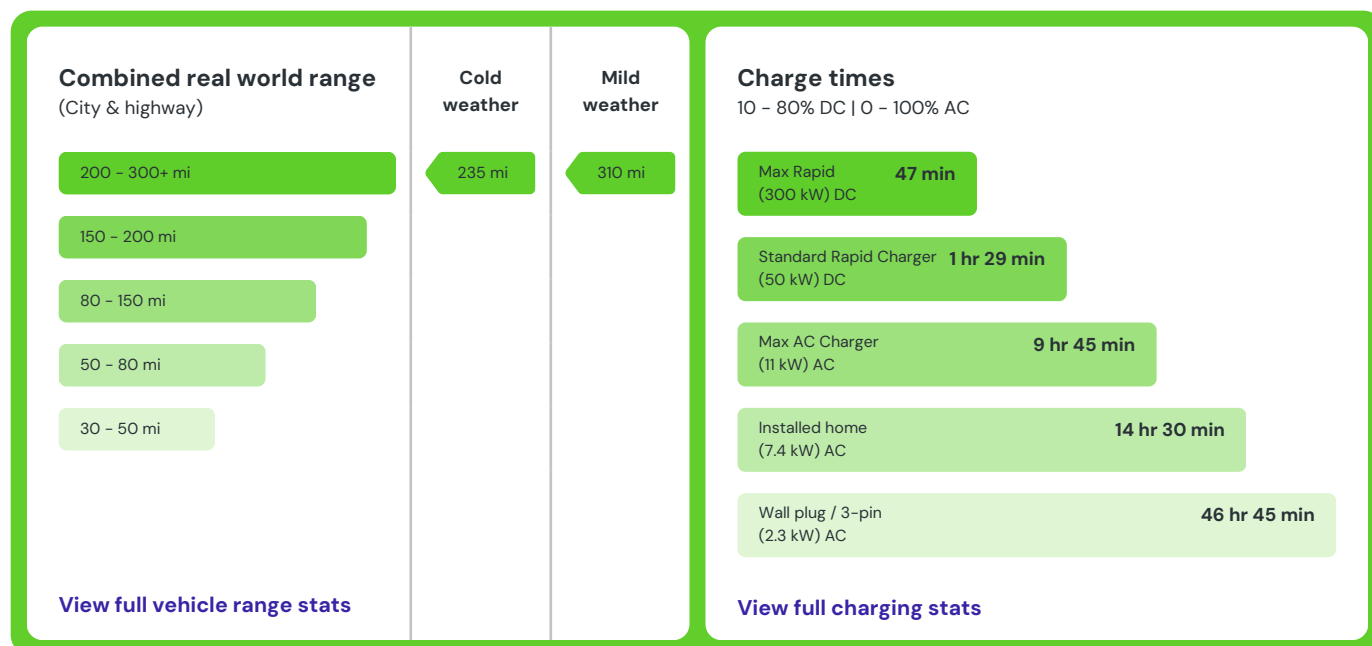 Combined real world range
(City & highway)
Cold
weather
Mild
weather
200 - 300+ mi
235 mi
310 mi
150 - 200 mi
80 - 150 mi
50 - 80 mi
30 - 50 mi
View full vehicle range stats
Charge times
10 - 80% DC | 0 - 100% AC
Max Rapid
(300 kW) DC
47 min
Standard Rapid Charger
(50 kW) DC
1 hr 29 min
Max AC Charger
(11 kW) AC
9 hr 45 min
Installed home
(7.4 kW) AC
14 hr 30 min
Wall plug / 3-pin
(2.3 kW) AC
46 hr 45 min
View full charging stats